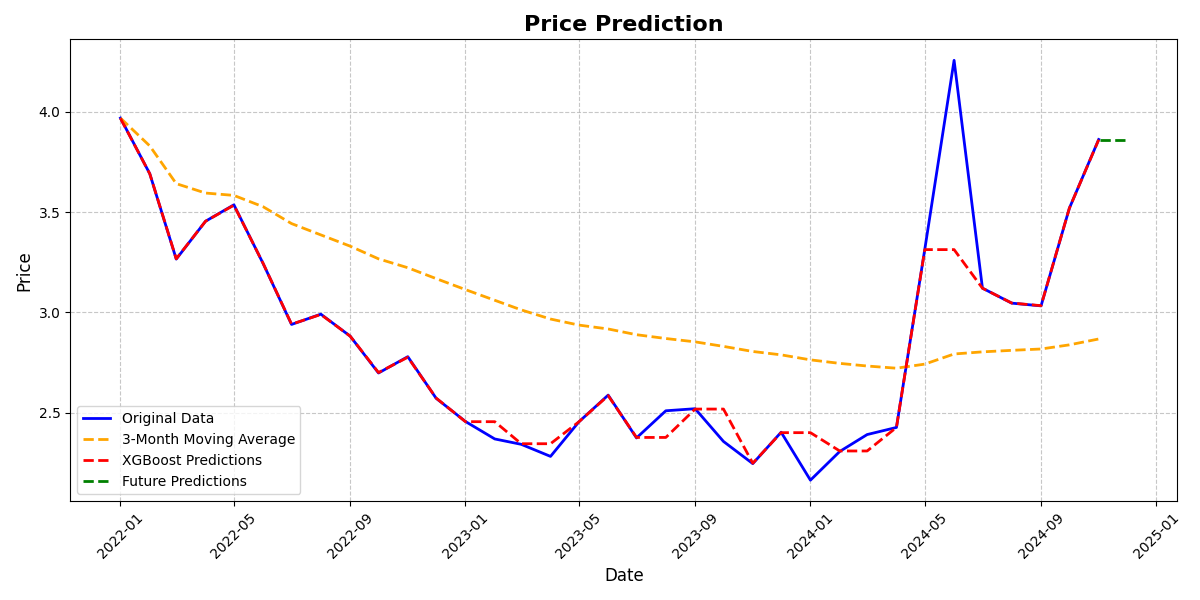 Price Prediction
Price
4.0
3.5
3.0
2.5
Original Data
3-Month Moving Average
XGBoost Predictions
Future Predictions
2022-01
2022-05
2022-09
2023-01
2023-05
2023-09
2024-01
2024-05
2024-09
2025-01
Date